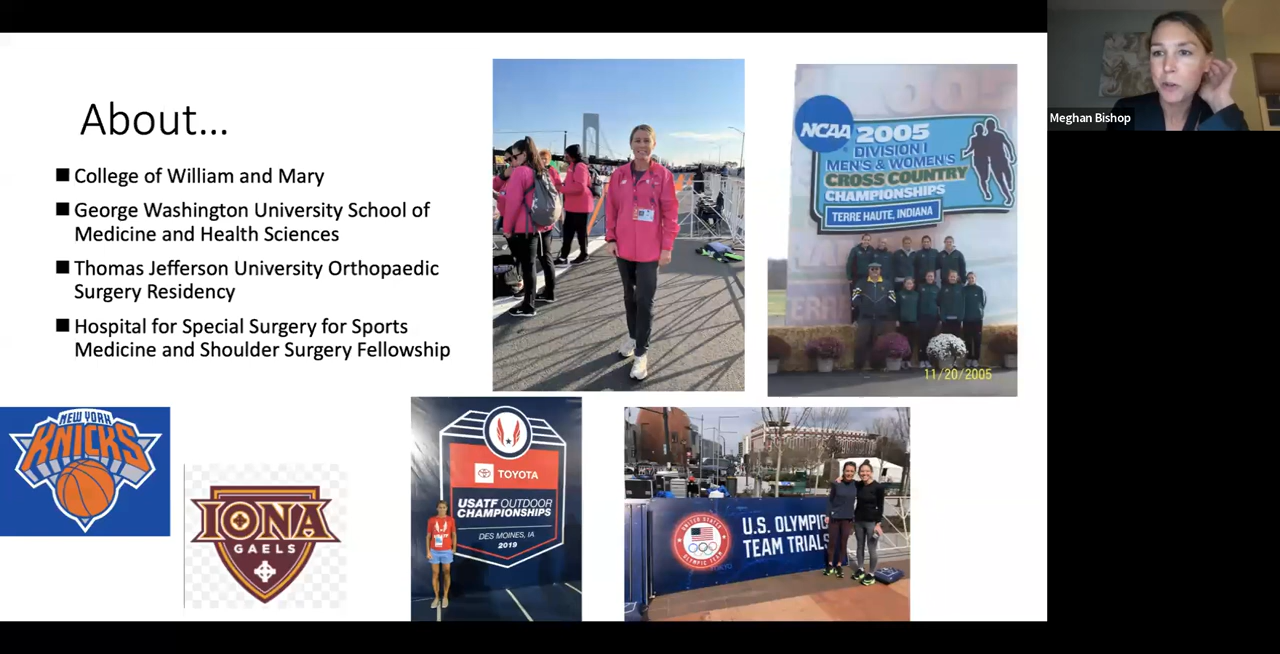 About...
College of William and Mary
George Washington University School of
Medicine and Health Sciences
Thomas Jefferson University Orthopaedic
Surgery Residency
Hospital for Special Surgery for Sports
Medicine and Shoulder Surgery Fellowship
NEW YORK
KNICKS
IONA
GAELS
NCAA
2005
DIVISION I
MEN'S & WOMEN'S
CROSS COUNTRY
CHAMPIONSHIPS
TERRE HAUTE, INDIANA
11/20/2005
TOYOTA
USATF OUTDOOR
CHAMPIONSHIPS
DES MOINES, IA
2019
UNITED STATES
OLYMPIC TEAM
U.S. OLYMPIC
TEAM TRIALS
Meghan Bishop